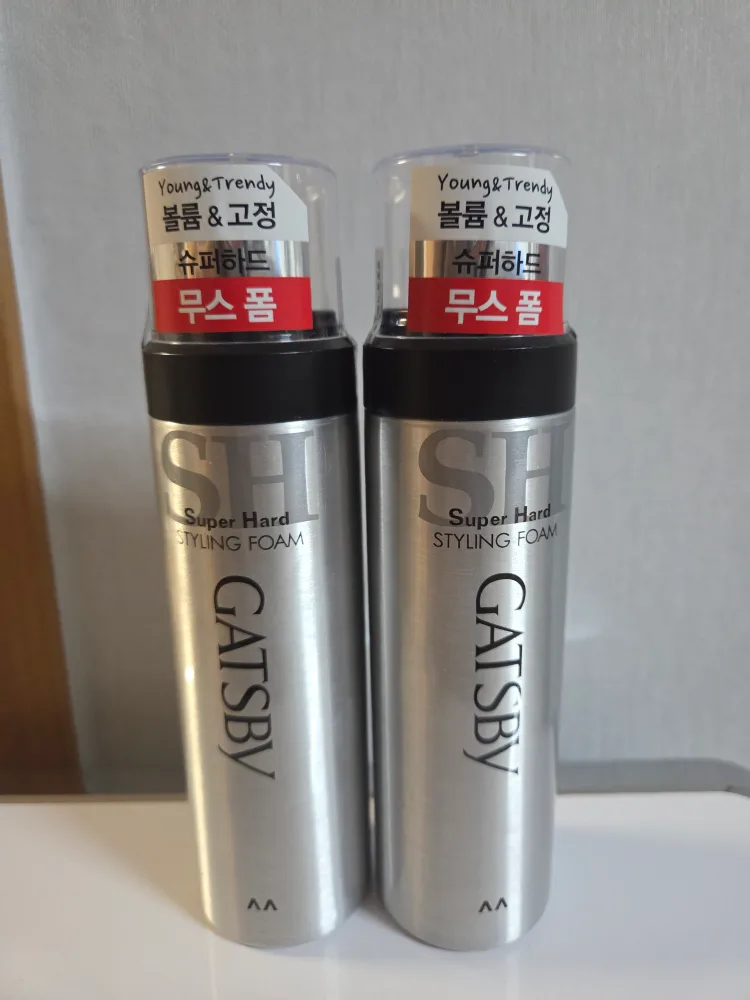 Young&Trendy
볼륨 & 고정
슈퍼하드
무스 폼
SH
Super Hard
STYLING FOAM
GATSBY
Young&Trendy
볼륨 & 고정
슈퍼하드
무스 폼
SH
Super Hard
STYLING FOAM
GATSBY